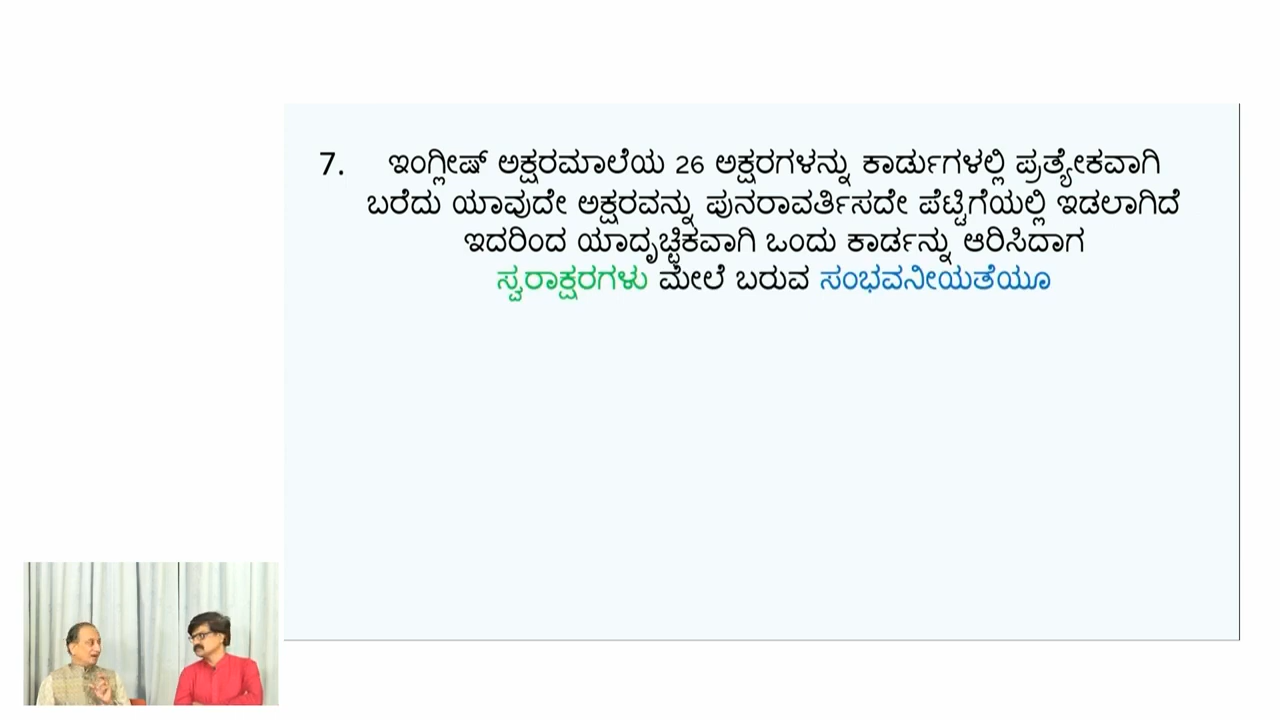 7. ಇಂಗ್ಲೀಷ್ ಅಕ್ಷರಮಾಲೆಯ 26 ಅಕ್ಷರಗಳನ್ನು ಕಾರ್ಡುಗಳಲ್ಲಿ ಪ್ರತ್ಯೇಕವಾಗಿ
ಬರೆದು ಯಾವುದೇ ಅಕ್ಷರವನ್ನು ಪುನರಾವರ್ತಿಸದೇ ಪೆಟ್ಟಿಗೆಯಲ್ಲಿ ಇಡಲಾಗಿದೆ
ಇದರಿಂದ ಯಾದೃಚ್ಛಿಕವಾಗಿ ಒಂದು ಕಾರ್ಡನ್ನು ಆರಿಸಿದಾಗ
ಸ್ವರಾಕ್ಷರಗಳು ಮೇಲೆ ಬರುವ ಸಂಭವನೀಯತೆಯೂ